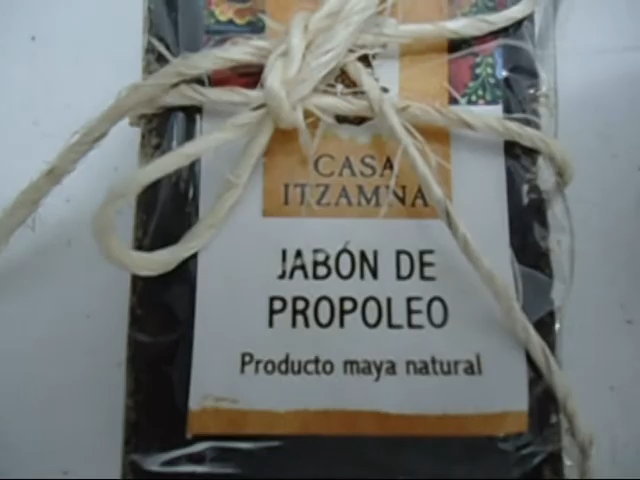 CASA
ITZAMNA
JABÓN DE
PROPOLEO
Producto maya natural